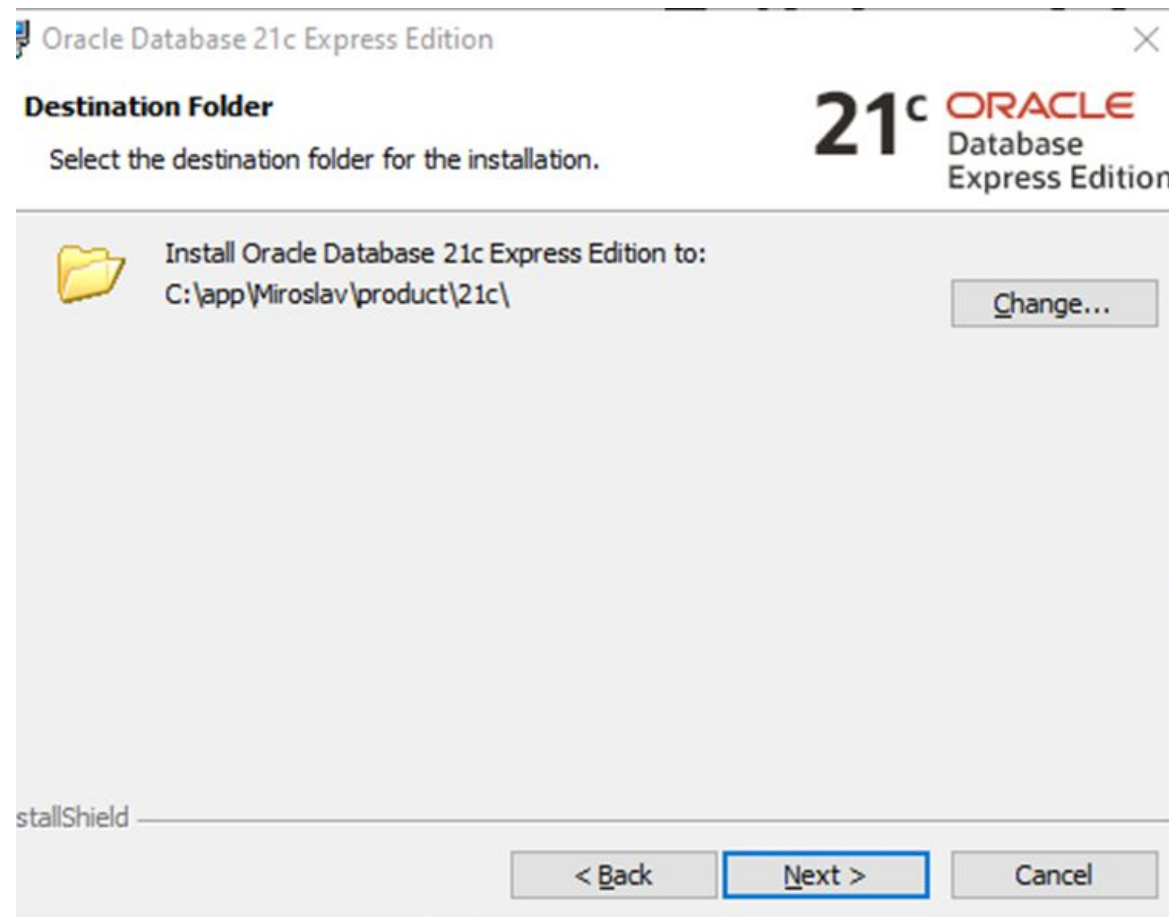 Oracle Database 21c Express Edition
Destination Folder
Select the destination folder for the installation.
21c ORACLE
Database
Express Edition
Install Oracle Database 21c Express Edition to:
C:\app\Miroslav\product\21c\
Change...
stallShield
< Back
Next >
Cancel